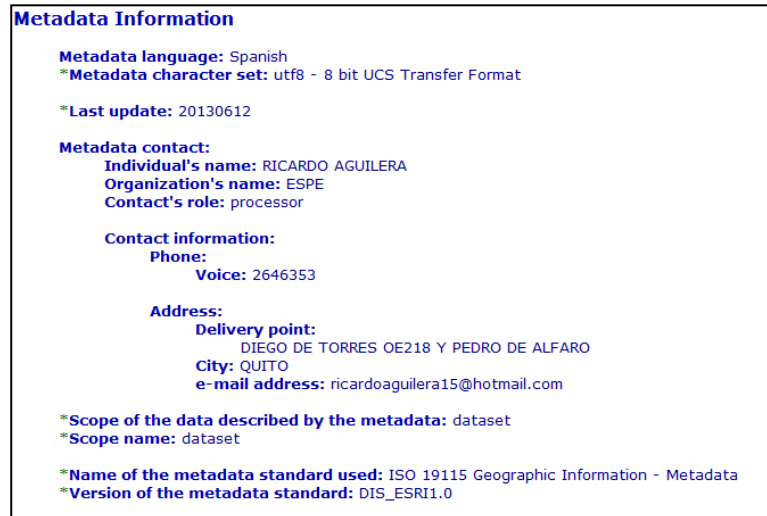 Metadata Information
Metadata language: Spanish
*Metadata character set: utf8 - 8 bit UCS Transfer Format
*Last update: 20130612
Metadata contact:
Individual's name: RICARDO AGUILERA
Organization's name: ESPE
Contact's role: processor
Contact information:
Phone:
Voice: 2646353
Address:
Delivery point:
DIEGO DE TORRES OE218 Y PEDRO DE ALFARO
City: QUITO
e-mail address: ricardoaguilera15@hotmail.com
*Scope of the data described by the metadata: dataset
*Scope name: dataset
*Name of the metadata standard used: ISO 19115 Geographic Information - Metadata
*Version of the metadata standard: DIS_ESRI1.0